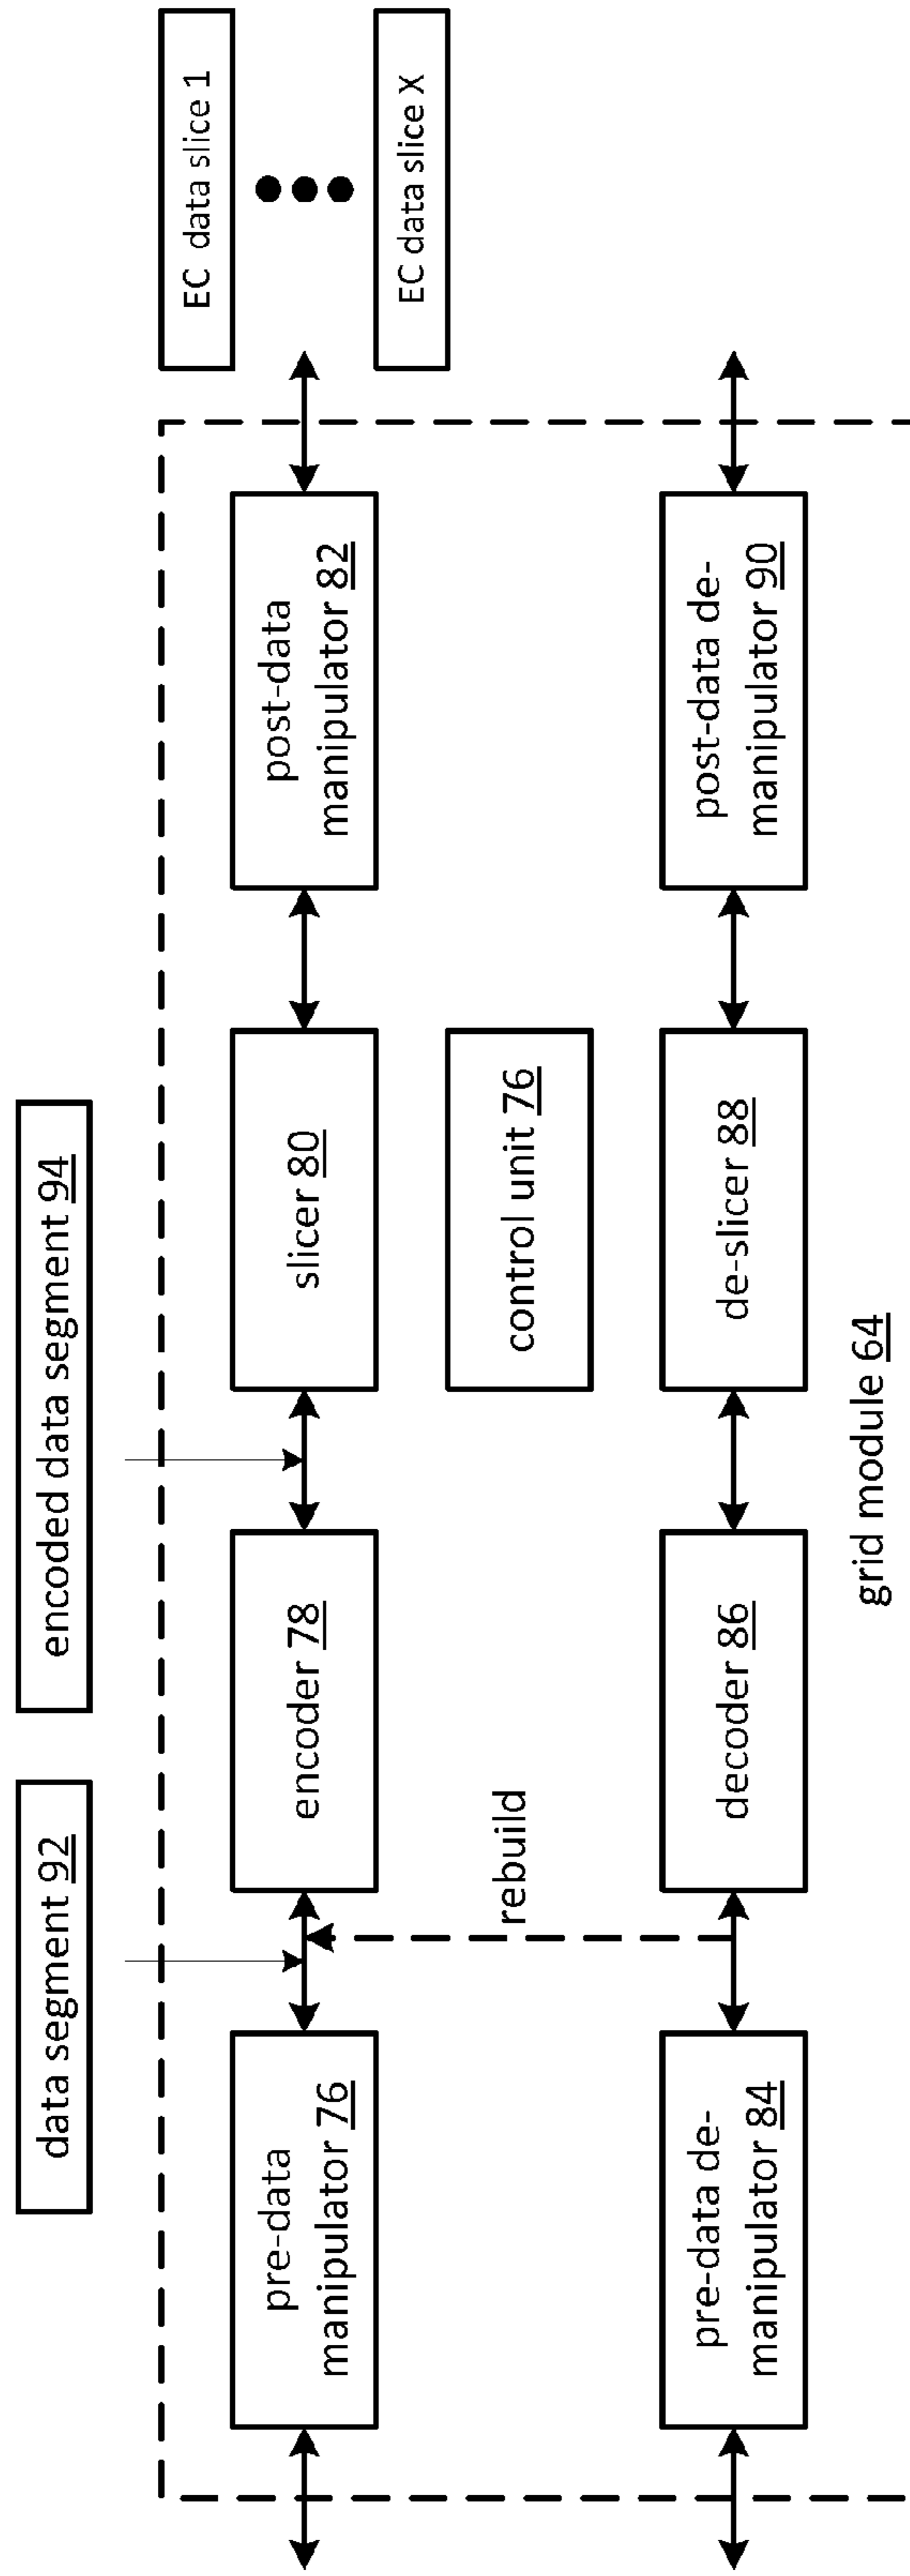 data segment 92
encoded data segment 94
EC data slice 1
EC data slice X
pre-data
manipulator 76
encoder 78
slicer 80
post-data
manipulator 82
rebuild
control unit 76
pre-data de-
manipulator 84
decoder 86
de-slicer 88
post-data de-
manipulator 90
grid module 64